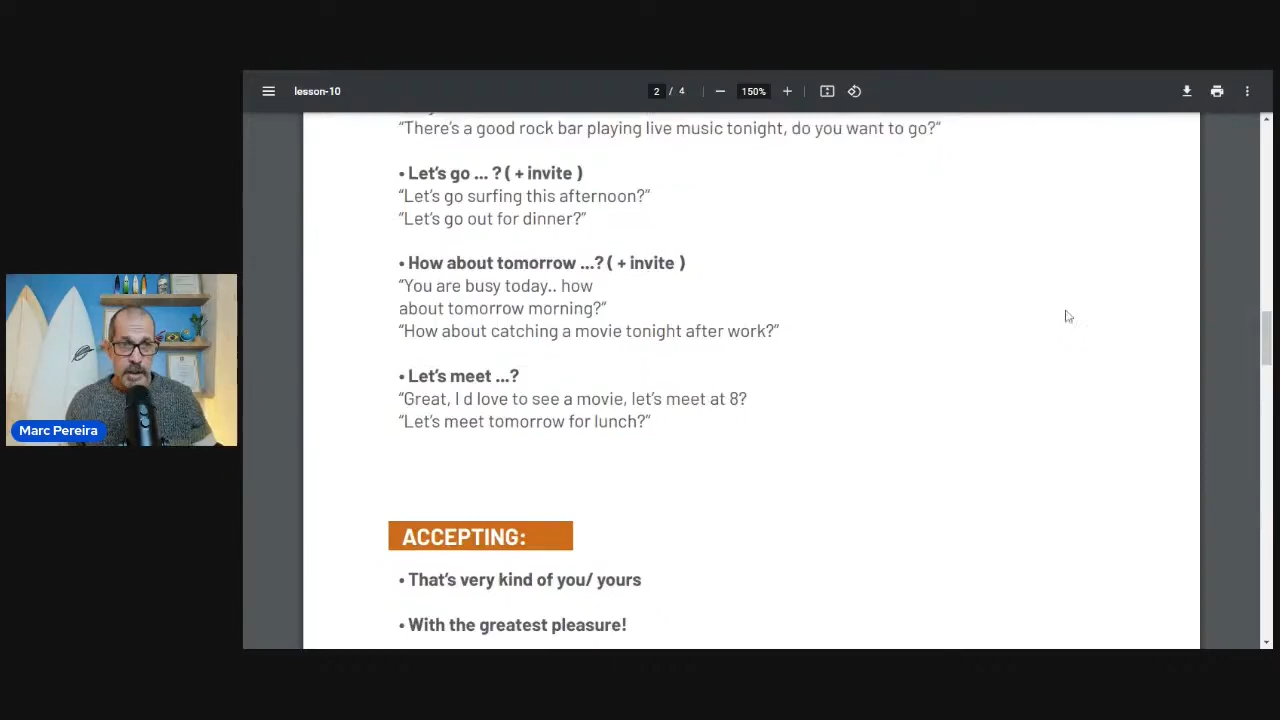 lesson-10
2 / 4
150%
“There’s a good rock bar playing live music tonight, do you want to go?”
• Let’s go ... ? ( + invite )
“Let’s go surfing this afternoon?”
“Let’s go out for dinner?”
• How about tomorrow ...? ( + invite )
“You are busy today.. how
about tomorrow morning?”
“How about catching a movie tonight after work?”
• Let’s meet ...?
“Great, I d love to see a movie, let’s meet at 8?
“Let’s meet tomorrow for lunch?”
Marc Pereira
ACCEPTING:
• That’s very kind of you/ yours
• With the greatest pleasure!